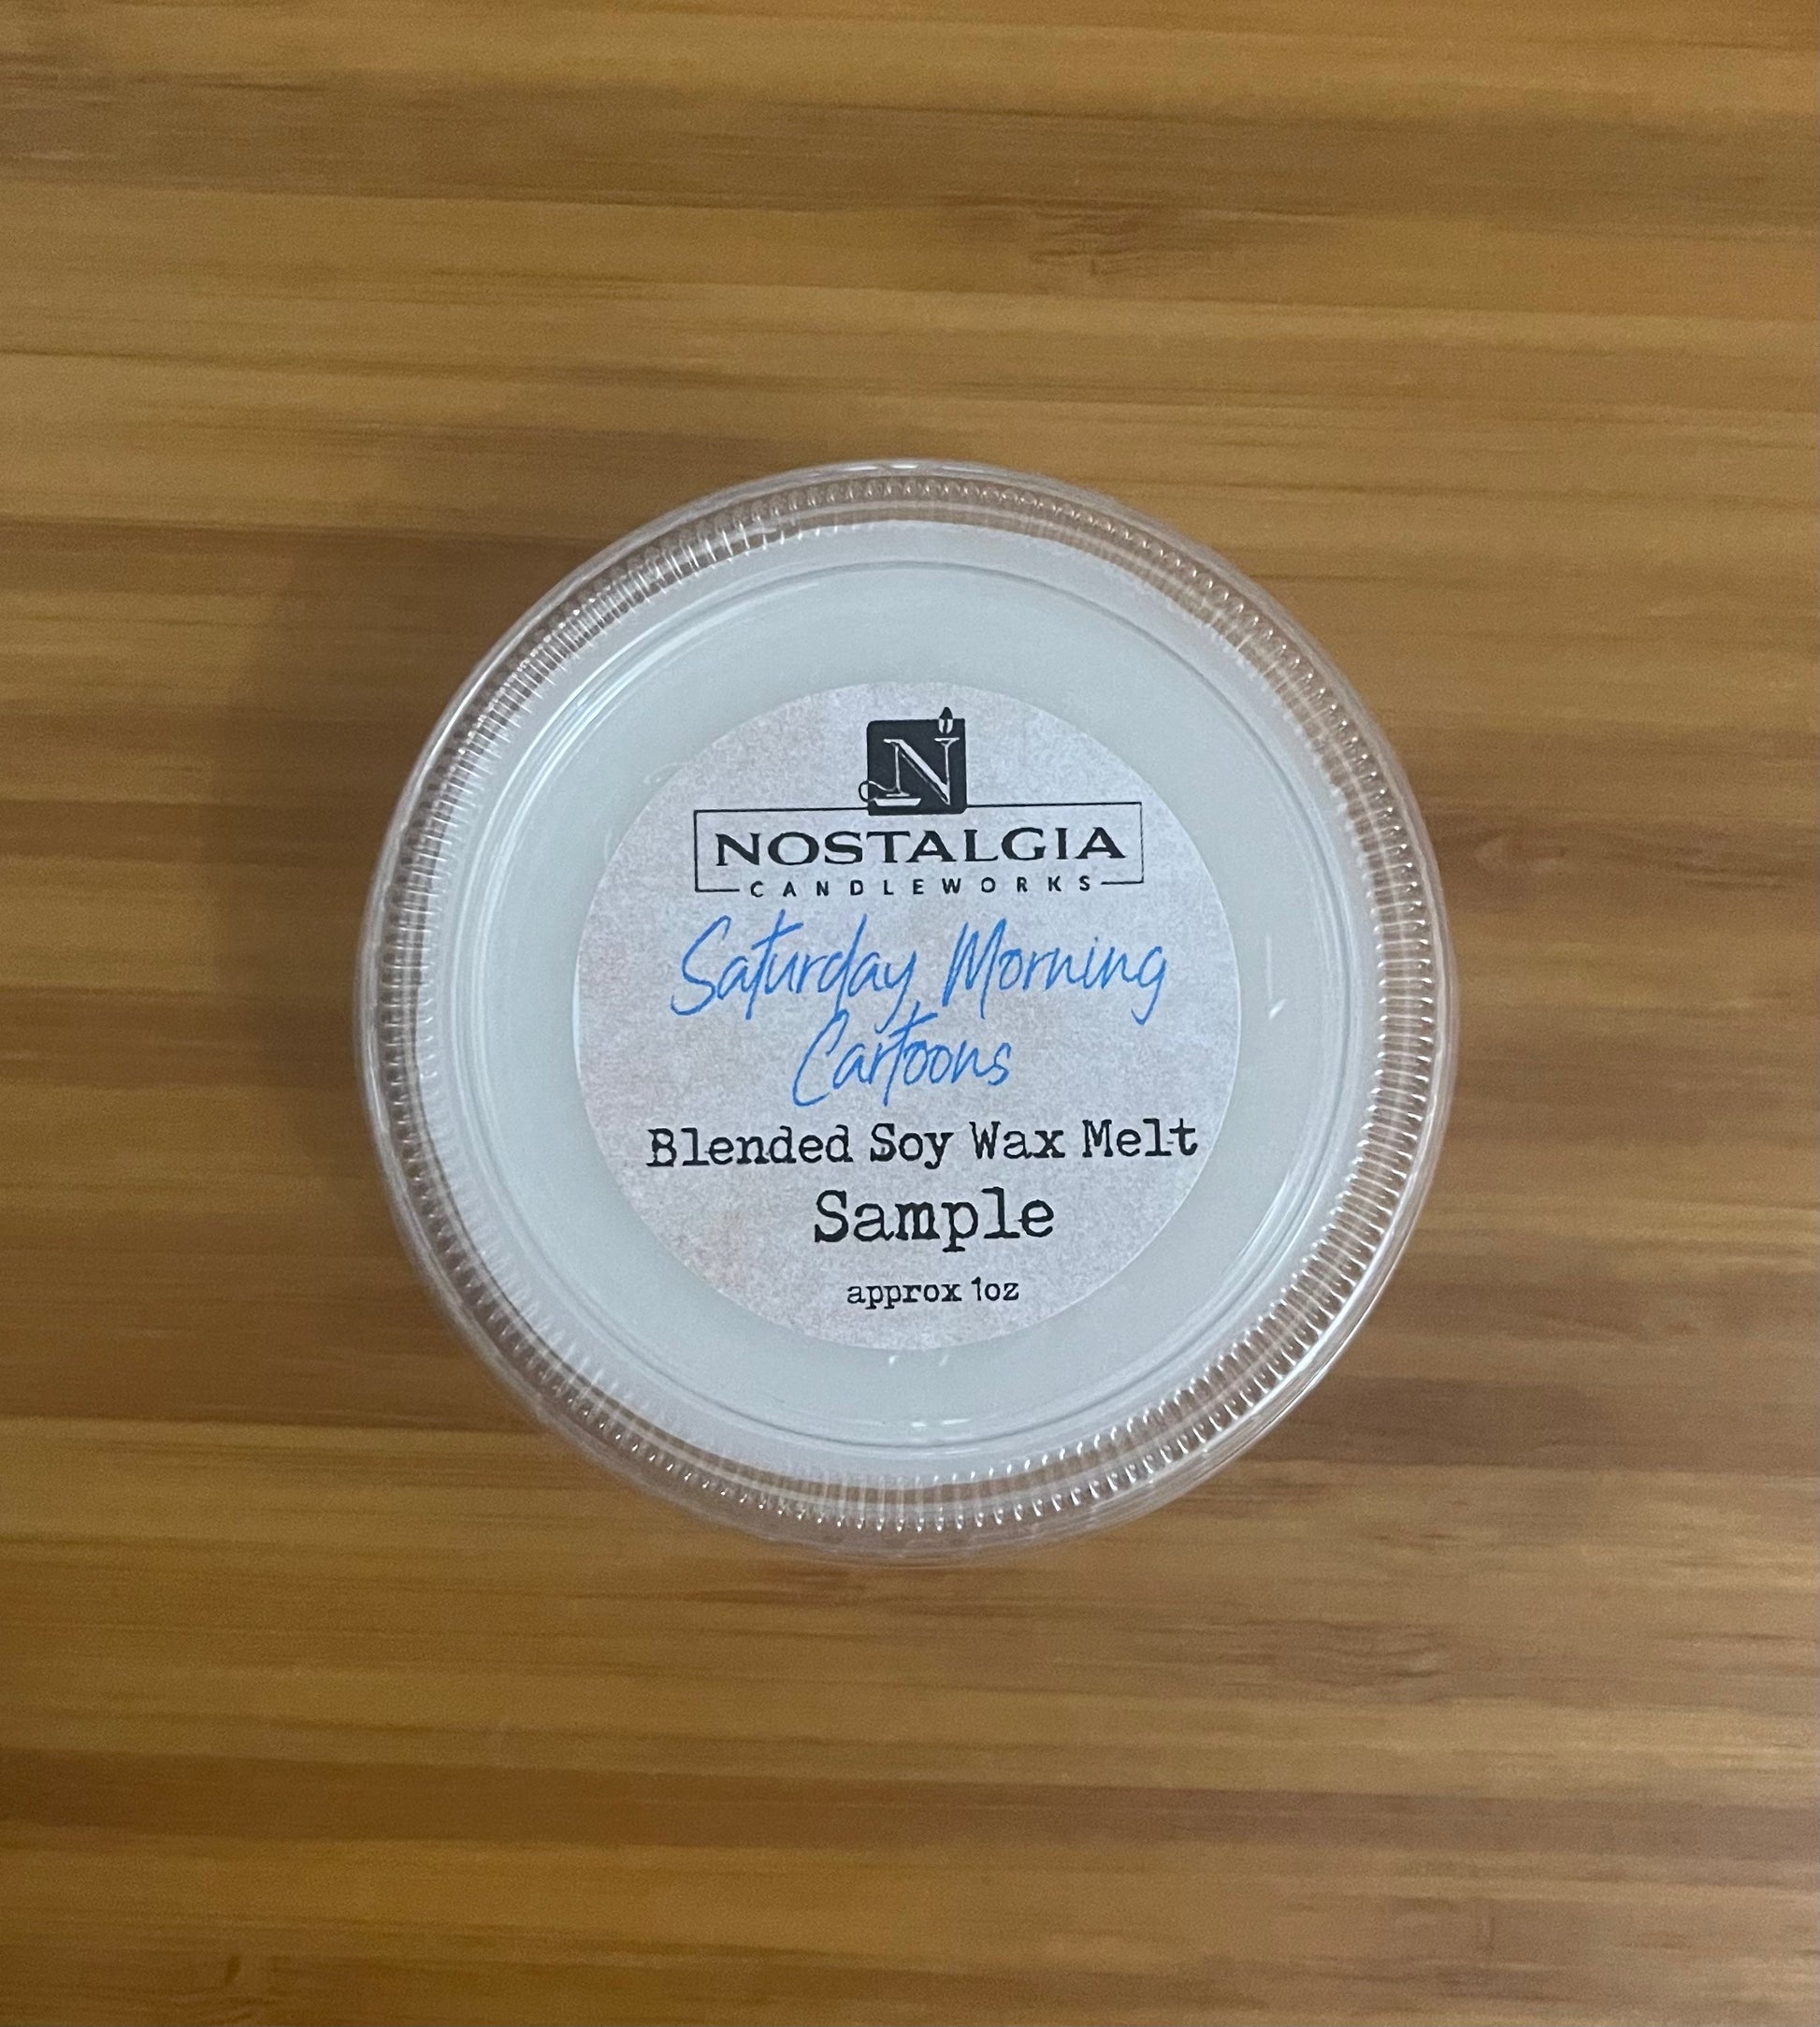 N
NOSTALGIA
CANDLEWORKS
Saturday Morning
Cartoons
Blended Soy Wax Melt
Sample
approx 1oz